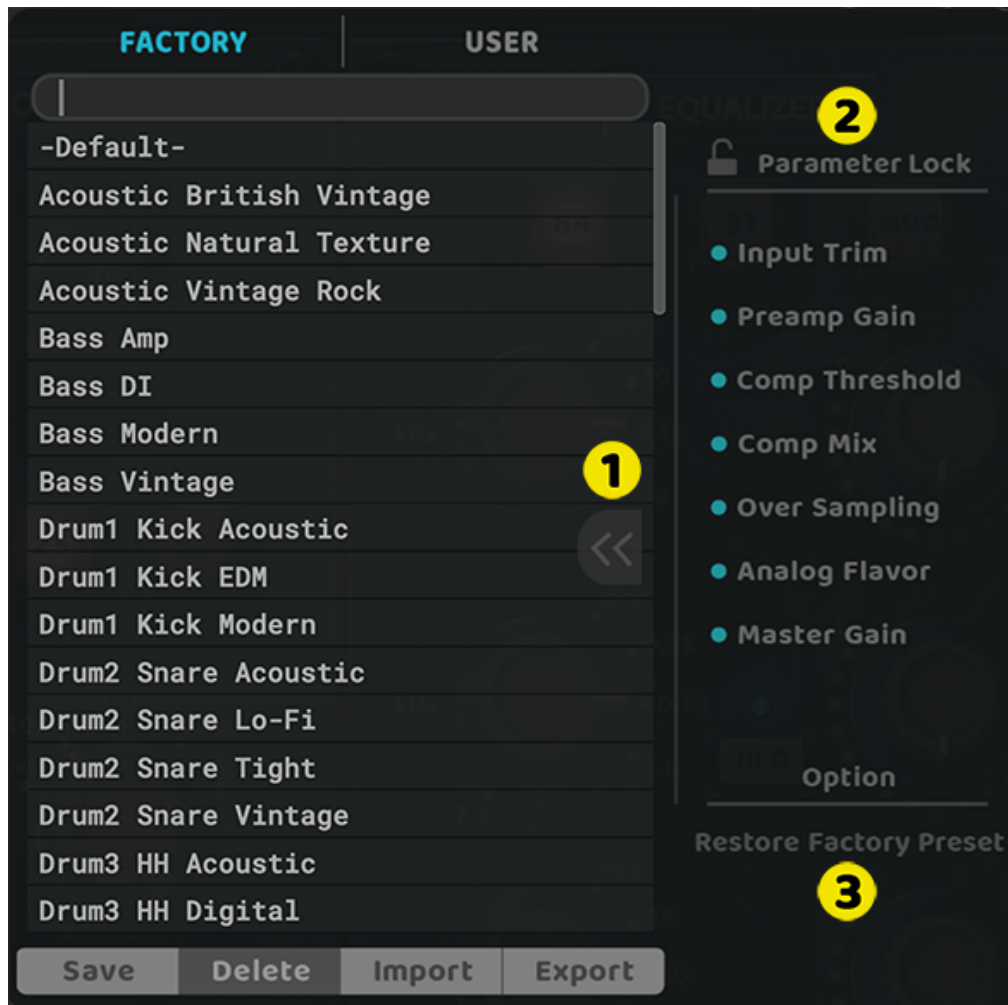 FACTORY USER
-Default-
Acoustic British Vintage
Acoustic Natural Texture
Acoustic Vintage Rock
Bass Amp
Bass DI
Bass Modern
Bass Vintage
Drum1 Kick Acoustic
Drum1 Kick EDM
Drum1 Kick Modern
Drum2 Snare Acoustic
Drum2 Snare Lo-Fi
Drum2 Snare Tight
Drum2 Snare Vintage
Drum3 HH Acoustic
Drum3 HH Digital
Save Delete Import Export
1
EQUALIZE
2
Parameter Lock
Input Trim
Preamp Gain
Comp Threshold
Comp Mix
Over Sampling
Analog Flavor
Master Gain
HI-Q
Option
Restore Factory Preset
3